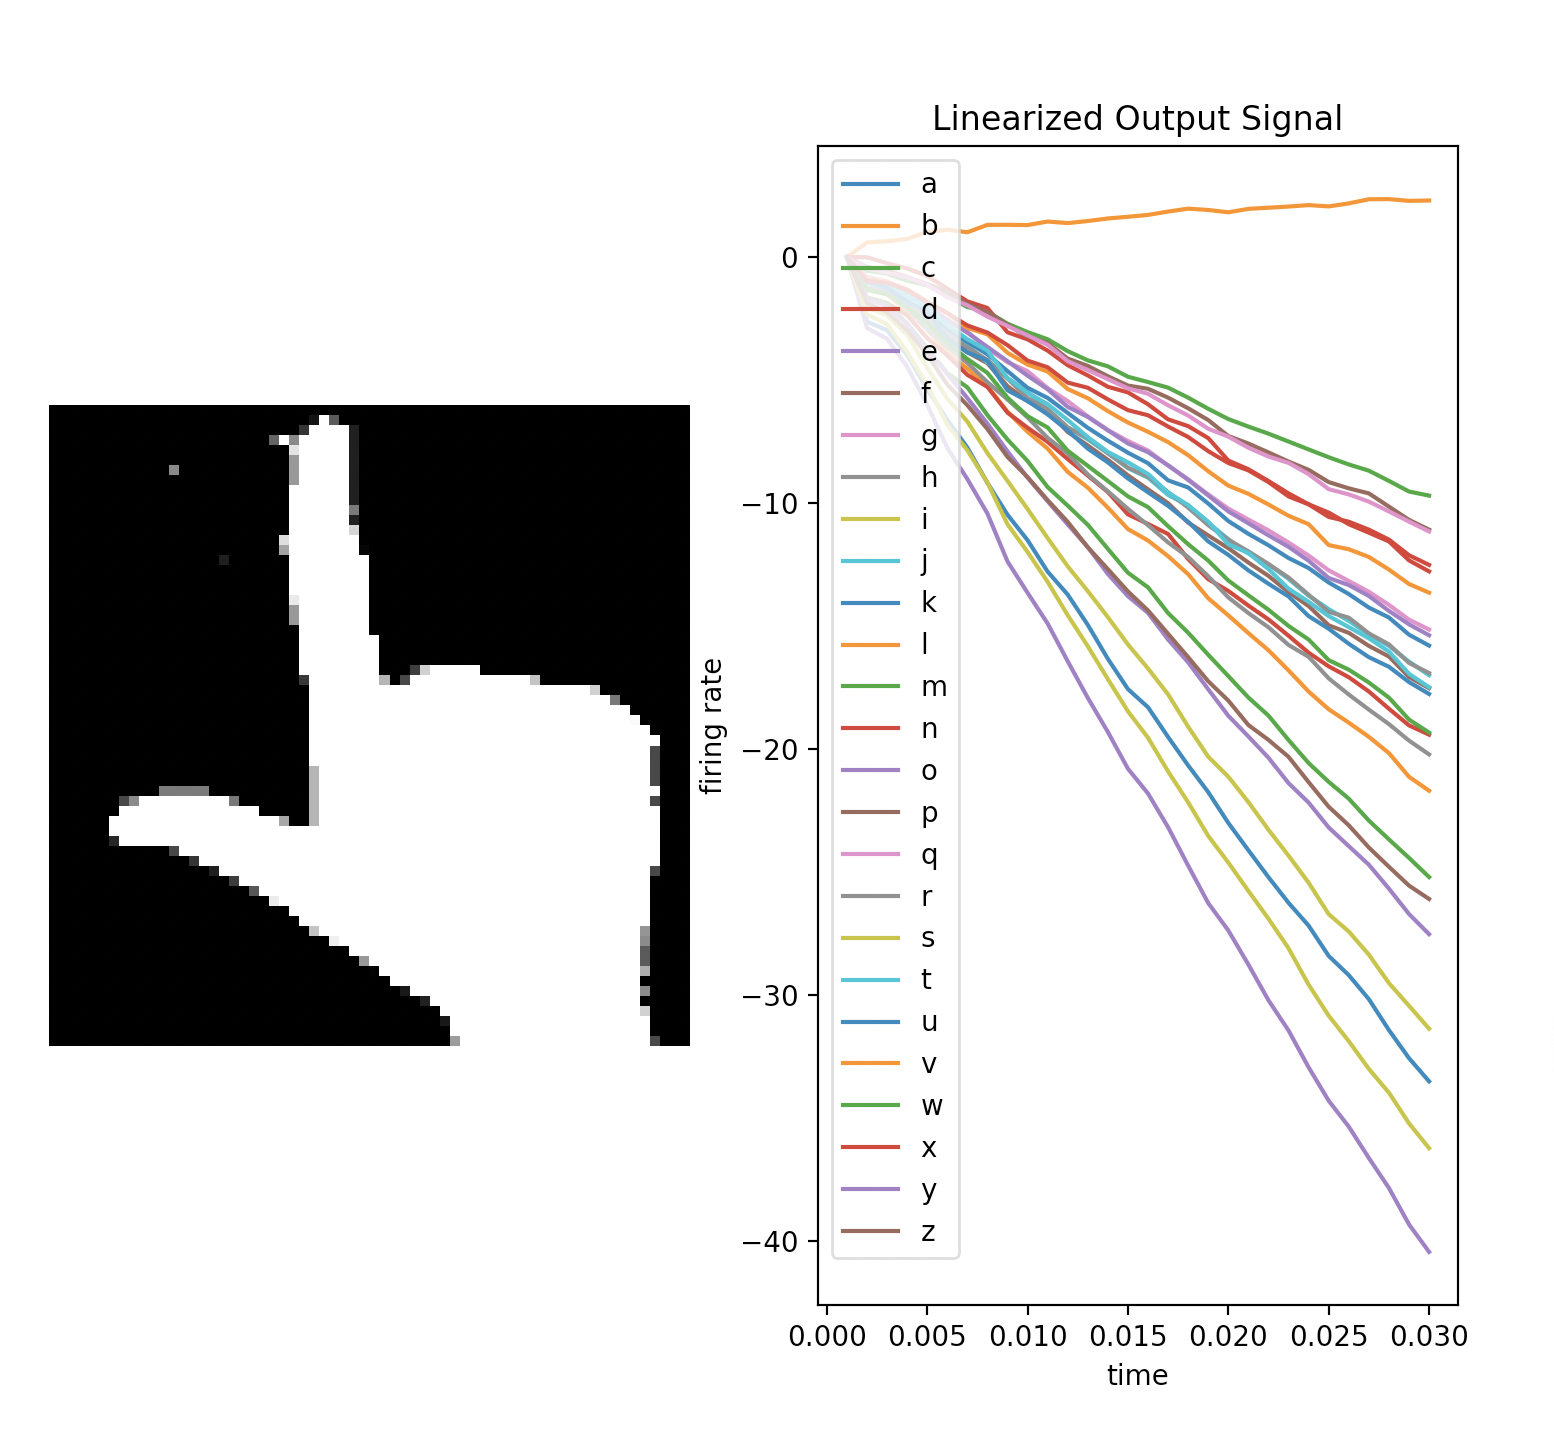 Linearized Output Signal
firing rate
0
−10
−20
−30
−40
a
b
c
d
e
f
g
h
i
j
k
l
m
n
o
p
q
r
s
t
u
v
w
x
y
z
0.000 0.005 0.010 0.015 0.020 0.025 0.030
time